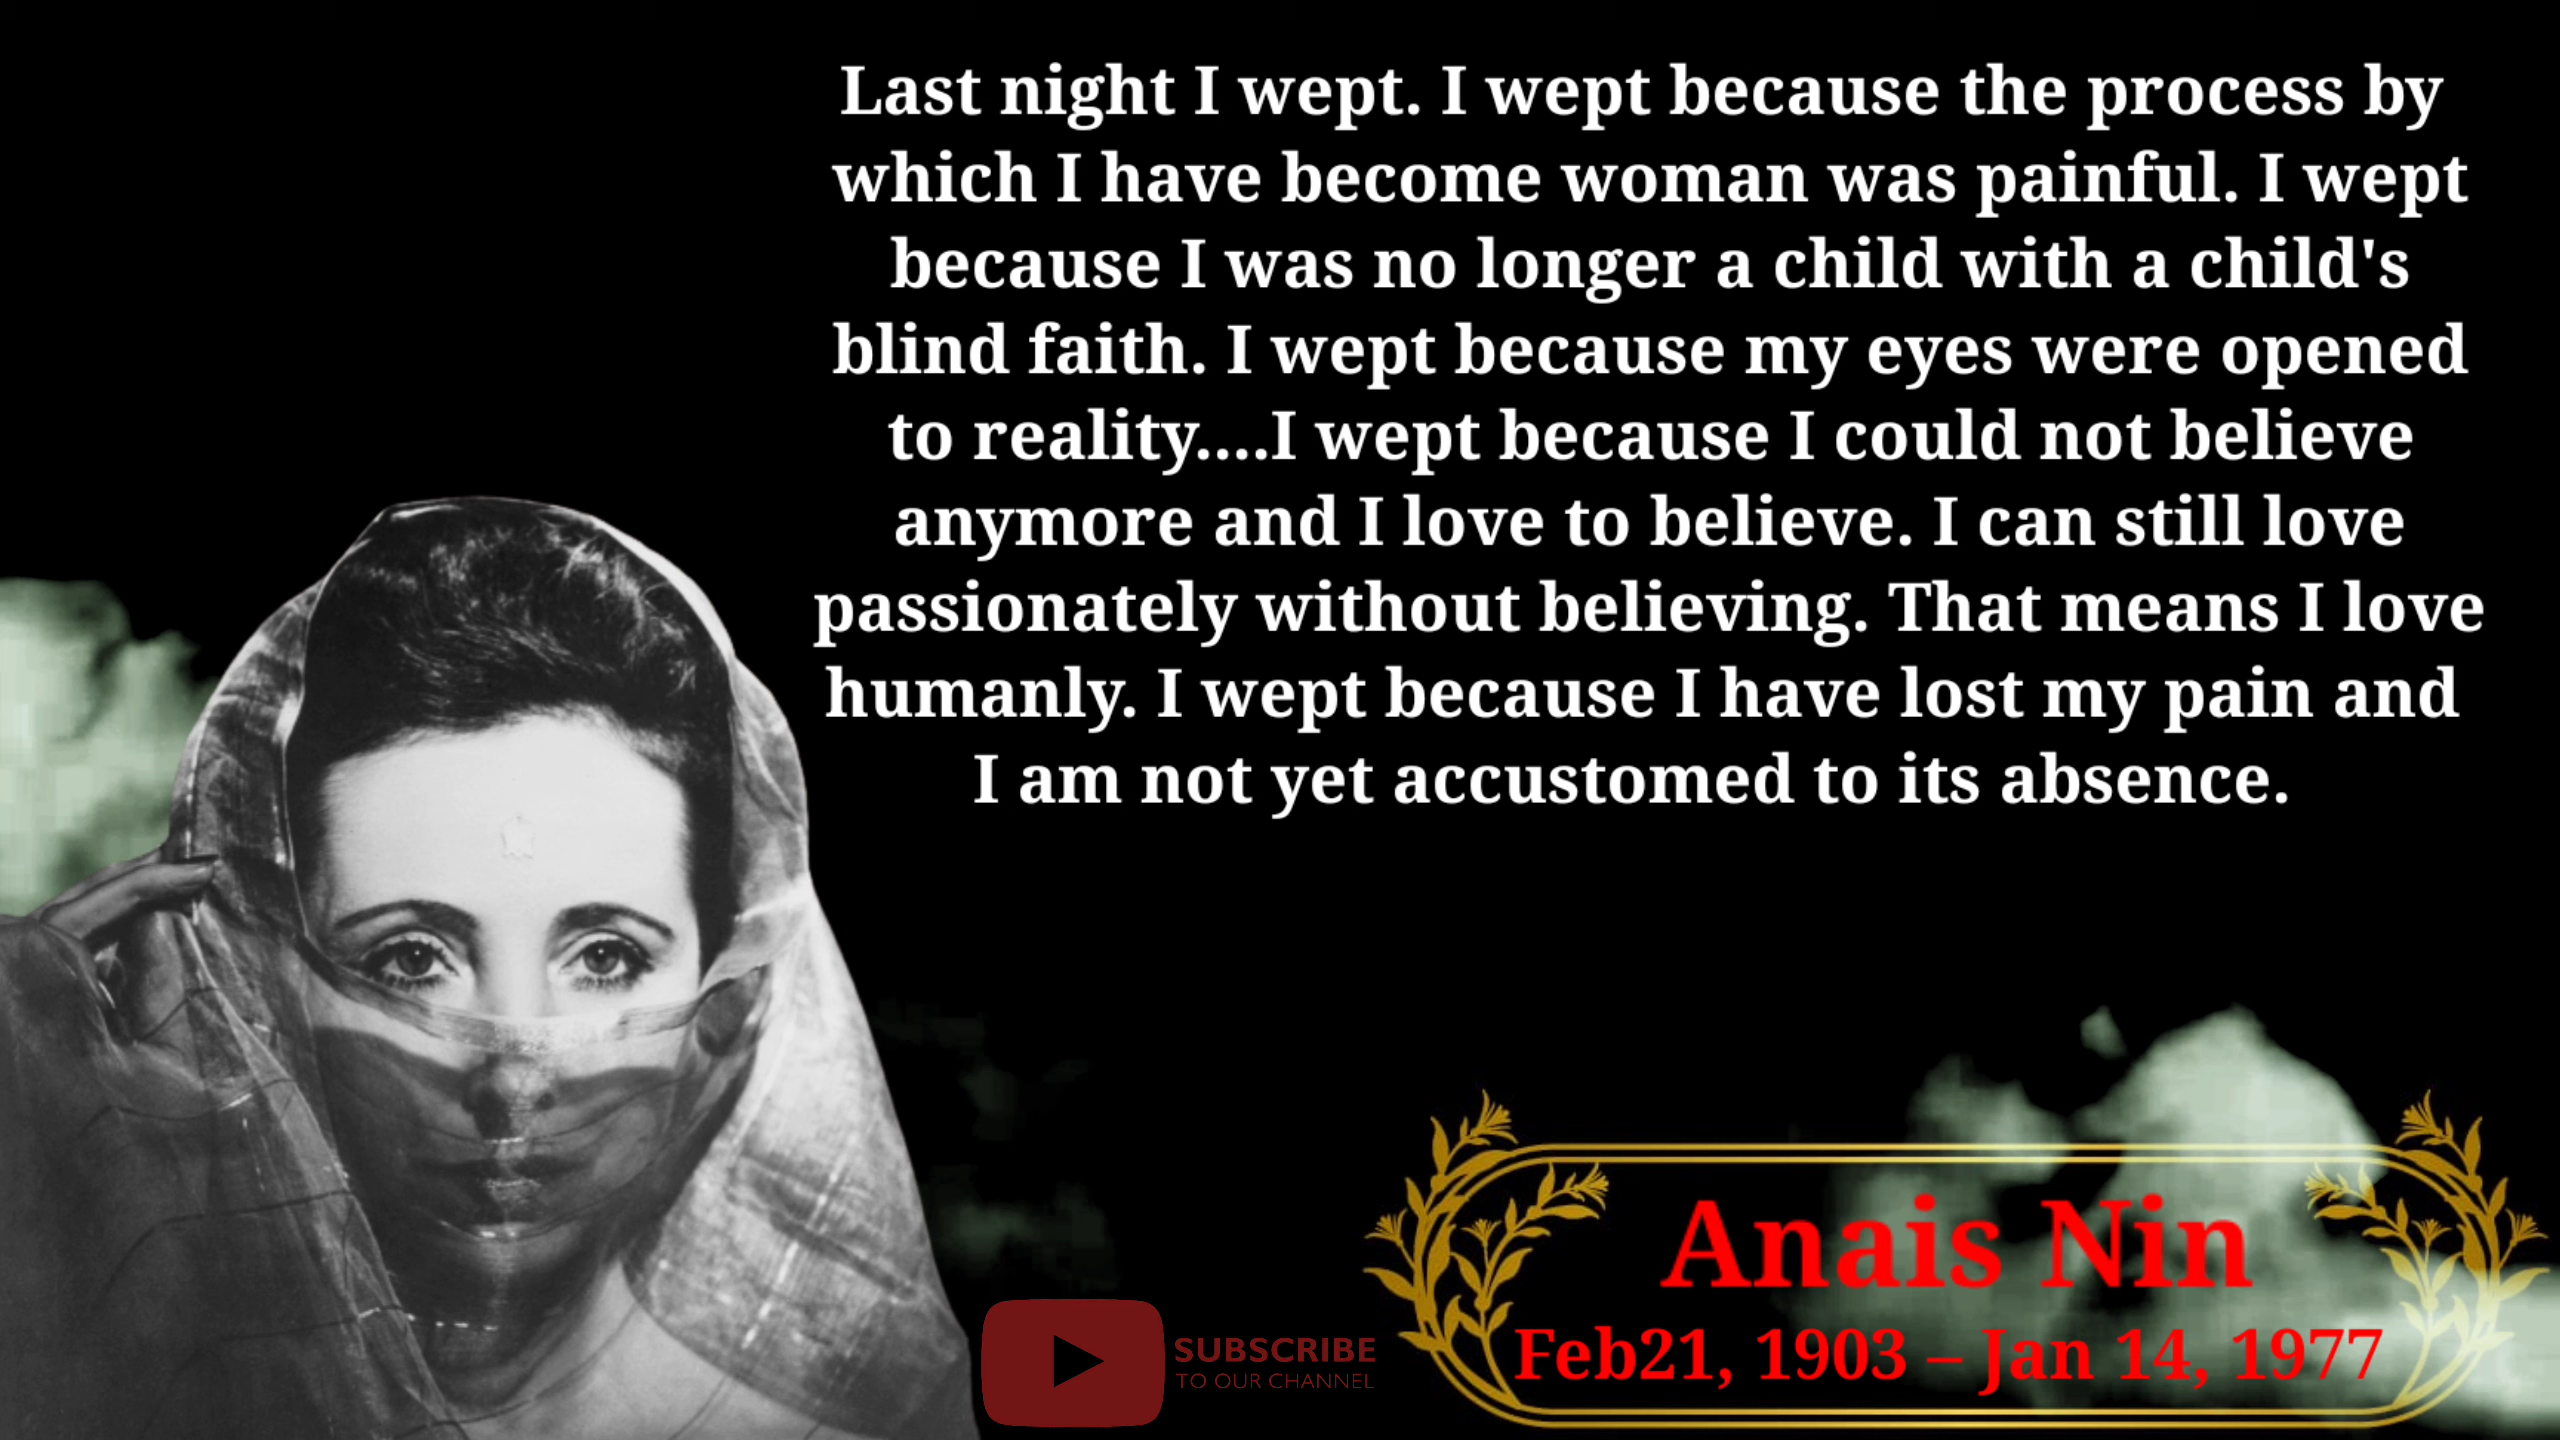 Last night I wept. I wept because the process by
which I have become woman was painful. I wept
because I was no longer a child with a child's
blind faith. I wept because my eyes were opened
to reality....I wept because I could not believe
anymore and I love to believe. I can still love
passionately without believing. That means I love
humanly. I wept because I have lost my pain and
I am not yet accustomed to its absence.
Anais Nin
Feb21, 1903 – Jan 14, 1977
SUBSCRIBE
TO OUR CHANNEL